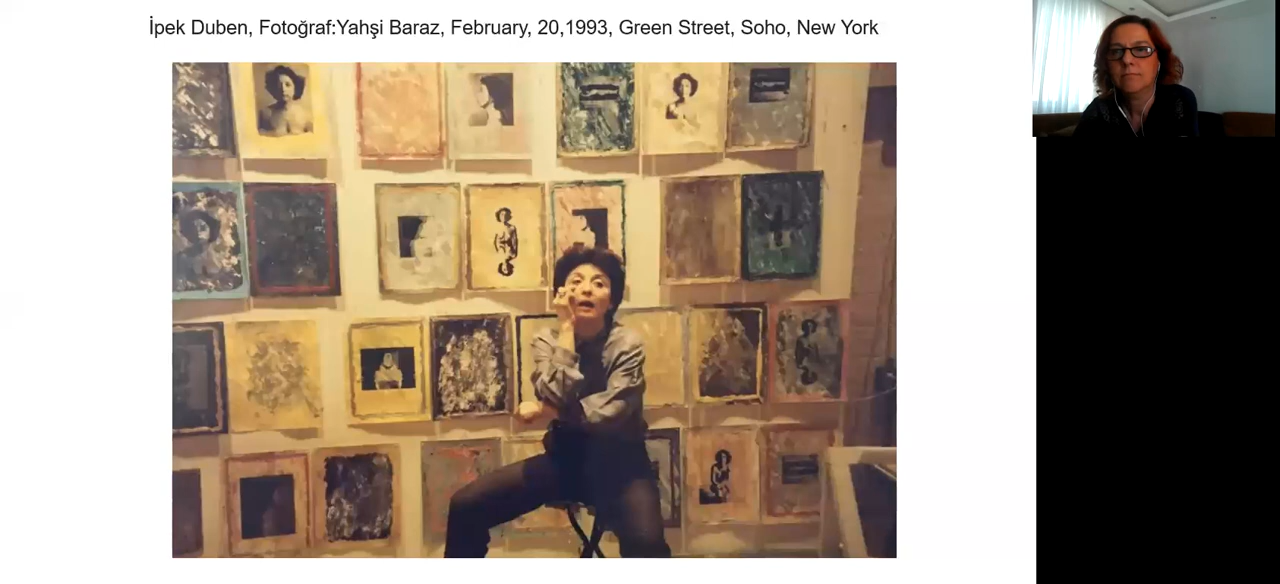 İpek Duben, Fotoğraf:Yahşi Baraz, February, 20,1993, Green Street, Soho, New York